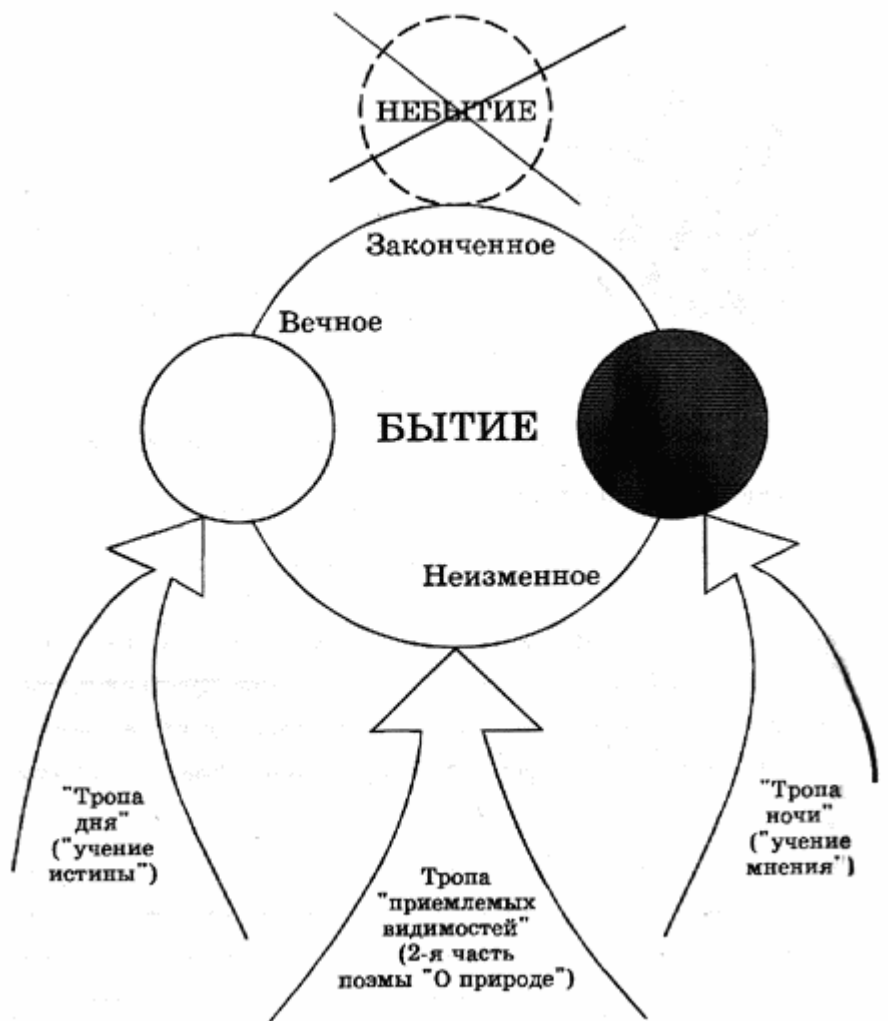 НЕБЫТИЕ
Законченное
Вечное
БЫТИЕ
Неизменное
"Тропа
дня"
("учение
истины")
Тропа
"приемлемых
видимостей"
(2-я часть
поэмы "О природе")
"Тропа
ночи"
("учение
мнения")